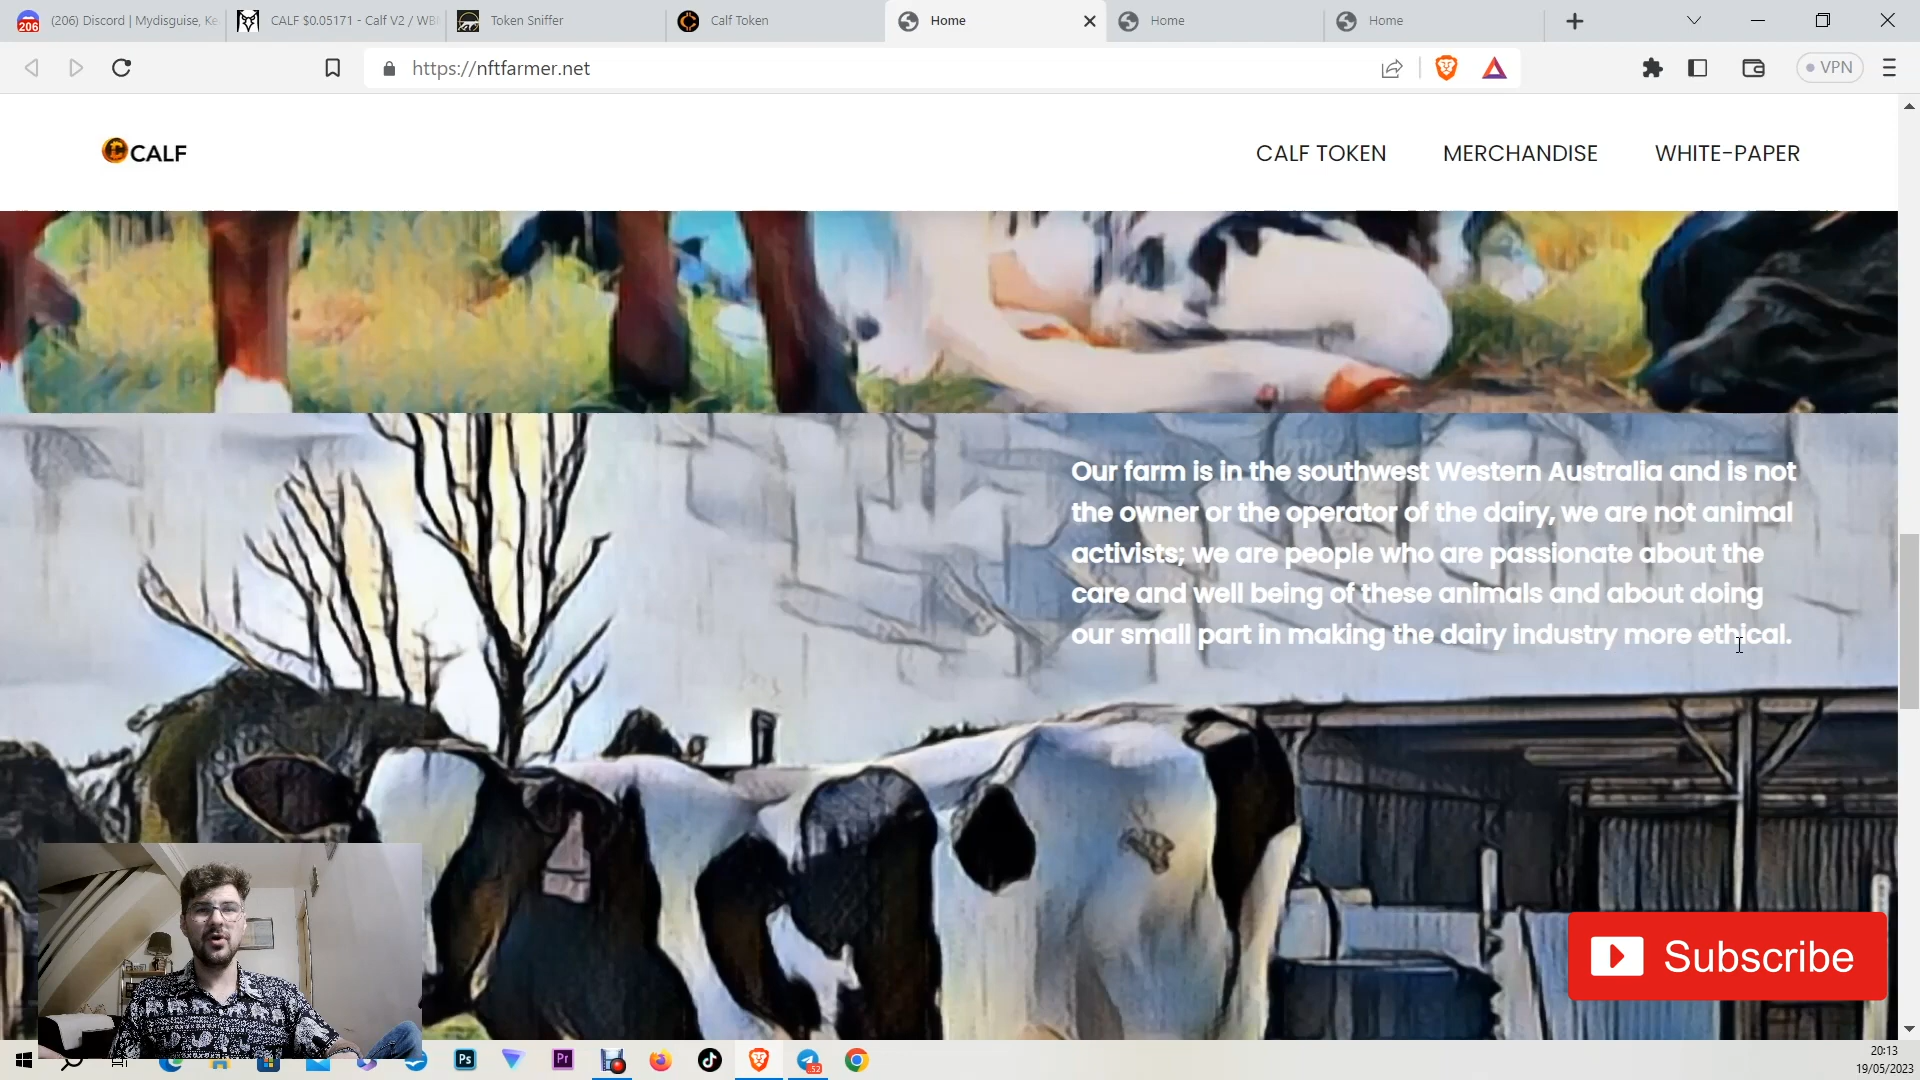 206
(206) Discord | Mydisguise, Ke
CALF $0.05171 - Calf V2 / WB
Token Sniffer
Calf Token
Home
Home
Home
https://nftfarmer.net
VPN
CALF
CALF TOKEN
MERCHANDISE
WHITE-PAPER
Our farm is in the southwest Western Australia and is not
the owner or the operator of the dairy, we are not animal
activists; we are people who are passionate about the
care and well being of these animals and about doing
our small part in making the dairy industry more ethical.
Subscribe
Ps
Pr
52
20:13
19/05/2023